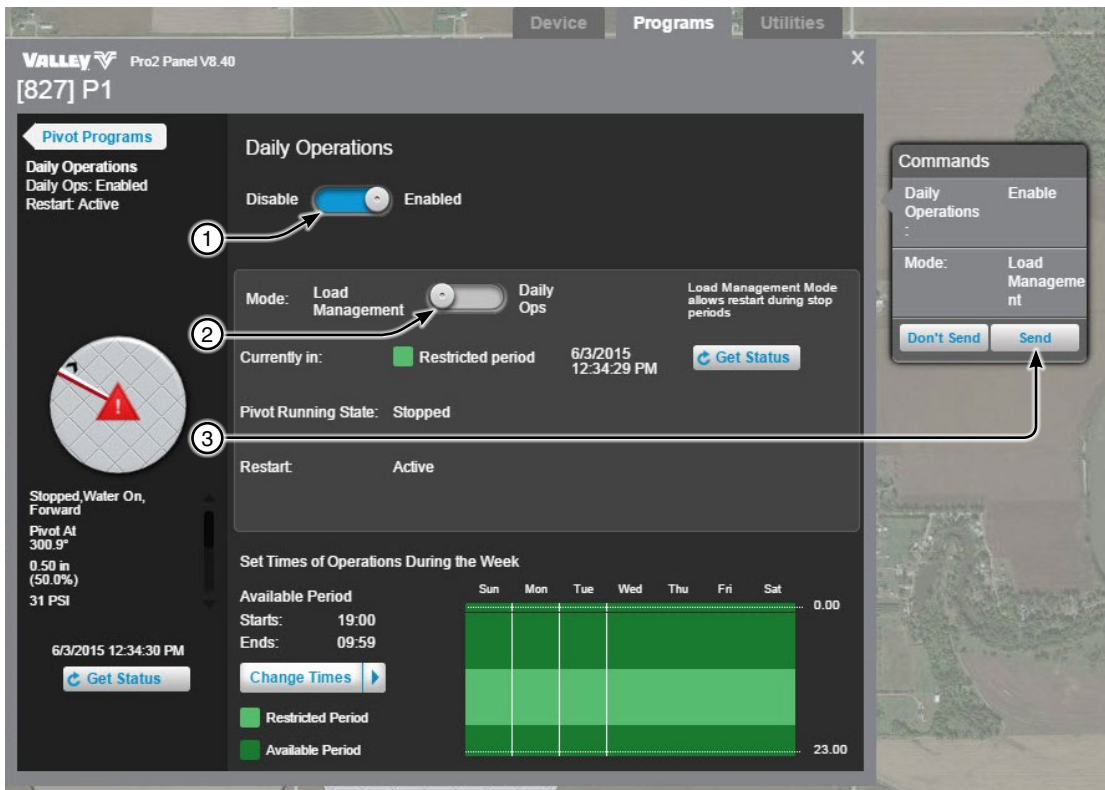 Device Programs Utilities
VALLEY Pro2 Panel V8.40 X
[827] P1
Pivot Programs
Daily Operations
Daily Ops: Enabled
Restart: Active
Stopped,Water On,
Forward
Pivot At
300.9°
0.50 in
(50.0%)
31 PSI
6/3/2015 12:34:30 PM
Get Status
Daily Operations
Disable Enabled
1
Mode: Load
Management
Daily
Ops
Load Management Mode
allows restart during stop
periods
2
Currently in: Restricted period
6/3/2015
12:34:29 PM
Get Status
Pivot Running State: Stopped
3
Restart: Active
Set Times of Operations During the Week
Available Period
Starts: 19:00
Ends: 09:59
Change Times
Restricted Period
Available Period
Sun Mon Tue Wed Thu Fri Sat
0.00
23.00
Commands
Daily
Operations
:
Enable
Mode:
Load
Manageme
nt
Don't Send Send